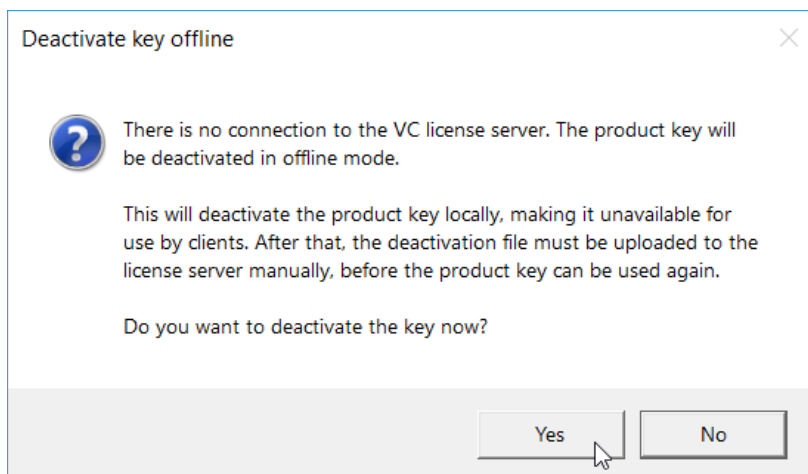 Deactivate key offline
There is no connection to the VC license server. The product key will
be deactivated in offline mode.
This will deactivate the product key locally, making it unavailable for
use by clients. After that, the deactivation file must be uploaded to the
license server manually, before the product key can be used again.
Do you want to deactivate the key now?
Yes
No